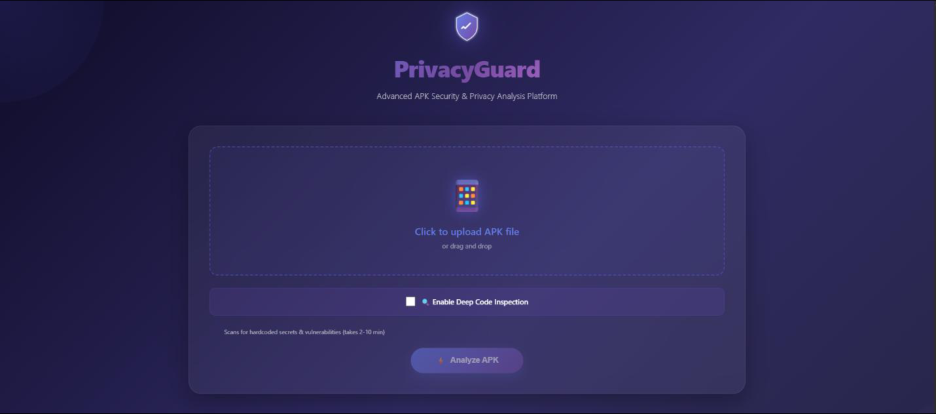 PrivacyGuard
Advanced APK Security & Privacy Analysis Platform
Click to upload APK file
or drag and drop
Enable Deep Code Inspection
Scans for hardcoded secrets & vulnerabilities (takes 2-10 min)
Analyze APK